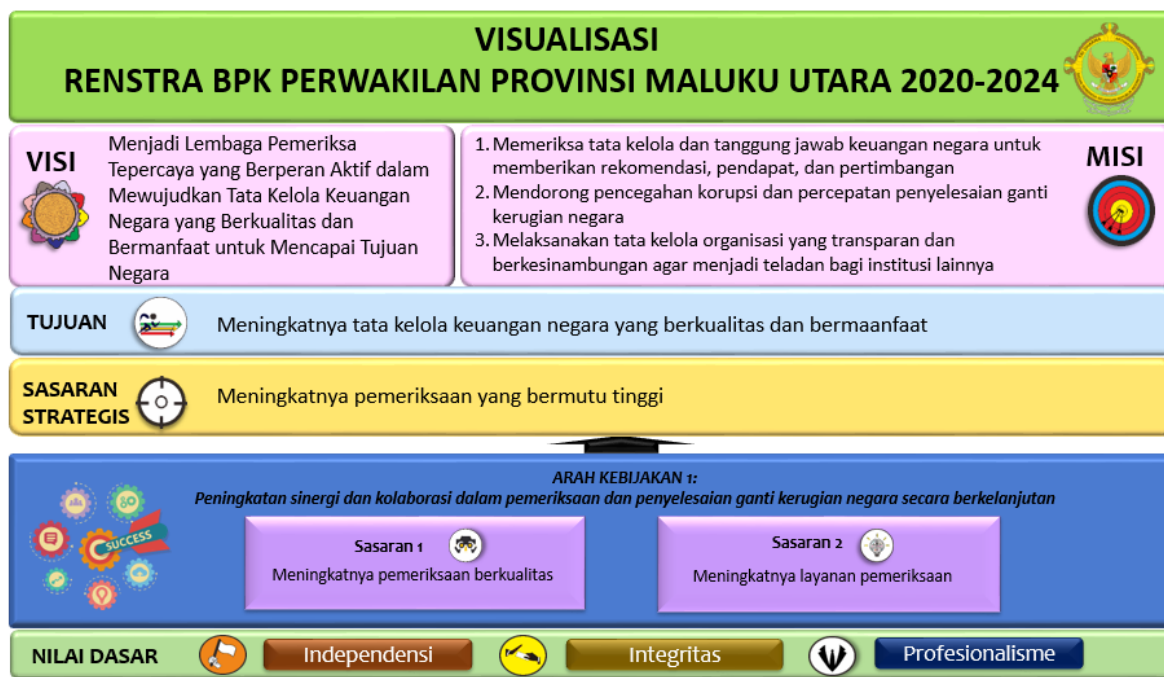 VISUALISASI
RENSTRA BPK PERWAKILAN PROVINSI MALUKU UTARA 2020-2024
VISI
Menjadi Lembaga Pemeriksa
Tepercaya yang Berperan Aktif dalam
Mewujudkan Tata Kelola Keuangan
Negara yang Berkualitas dan
Bermanfaat untuk Mencapai Tujuan
Negara
MISI
1. Memeriksa tata kelola dan tanggung jawab keuangan negara untuk
memberikan rekomendasi, pendapat, dan pertimbangan
2. Mendorong pencegahan korupsi dan percepatan penyelesaian ganti
kerugian negara
3. Melaksanakan tata kelola organisasi yang transparan dan
berkesinambungan agar menjadi teladan bagi institusi lainnya
TUJUAN
Meningkatnya tata kelola keuangan negara yang berkualitas dan bermaanfaat
SASARAN
STRATEGIS
Meningkatnya pemeriksaan yang bermutu tinggi
ARAH KEBIJAKAN 1:
Peningkatan sinergi dan kolaborasi dalam pemeriksaan dan penyelesaian ganti kerugian negara secara berkelanjutan
SUCCESS
Sasaran 1
Meningkatnya pemeriksaan berkualitas
Sasaran 2
Meningkatnya layanan pemeriksaan
NILAI DASAR
Independensi
Integritas
Profesionalisme